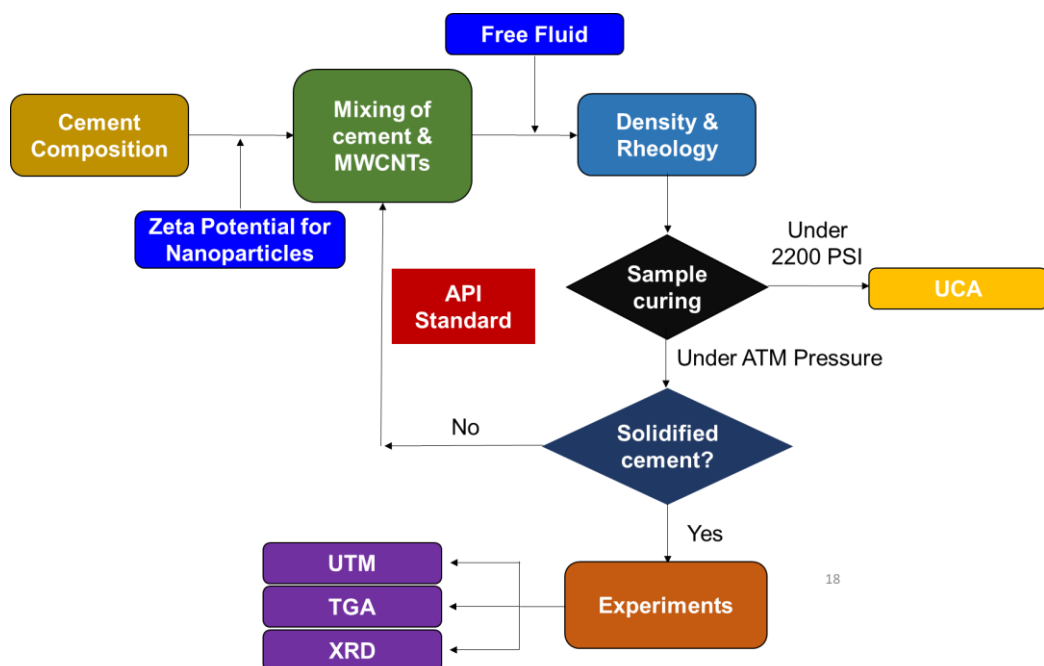 Free Fluid
Cement
Composition
Mixing of
cement &
MWCNTs
Density &
Rheology
Zeta Potential for
Nanoparticles
Under
2200 PSI
Sample
curing
UCA
API
Standard
Under ATM Pressure
No
Solidified
cement?
Yes
UTM
TGA
XRD
Experiments
18